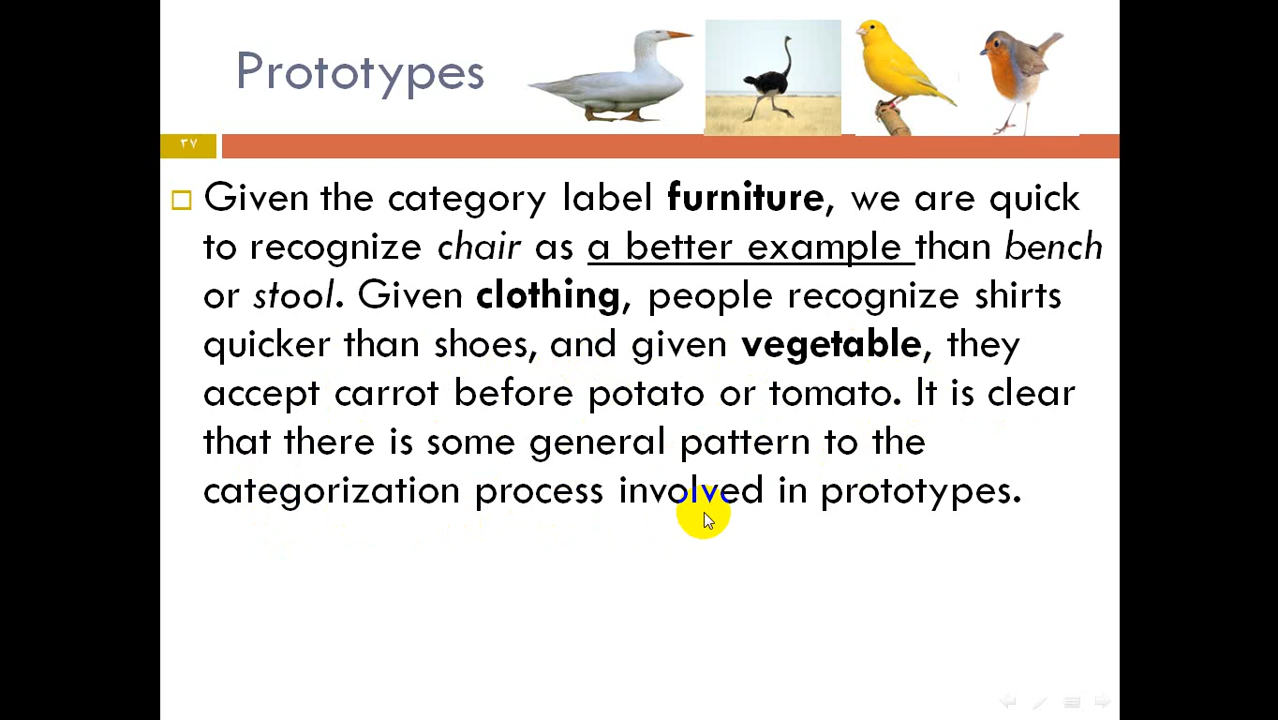 Prototypes
۳۷
Given the category label furniture, we are quick
to recognize chair as a better example than bench
or stool. Given clothing, people recognize shirts
quicker than shoes, and given vegetable, they
accept carrot before potato or tomato. It is clear
that there is some general pattern to the
categorization process involved in prototypes.